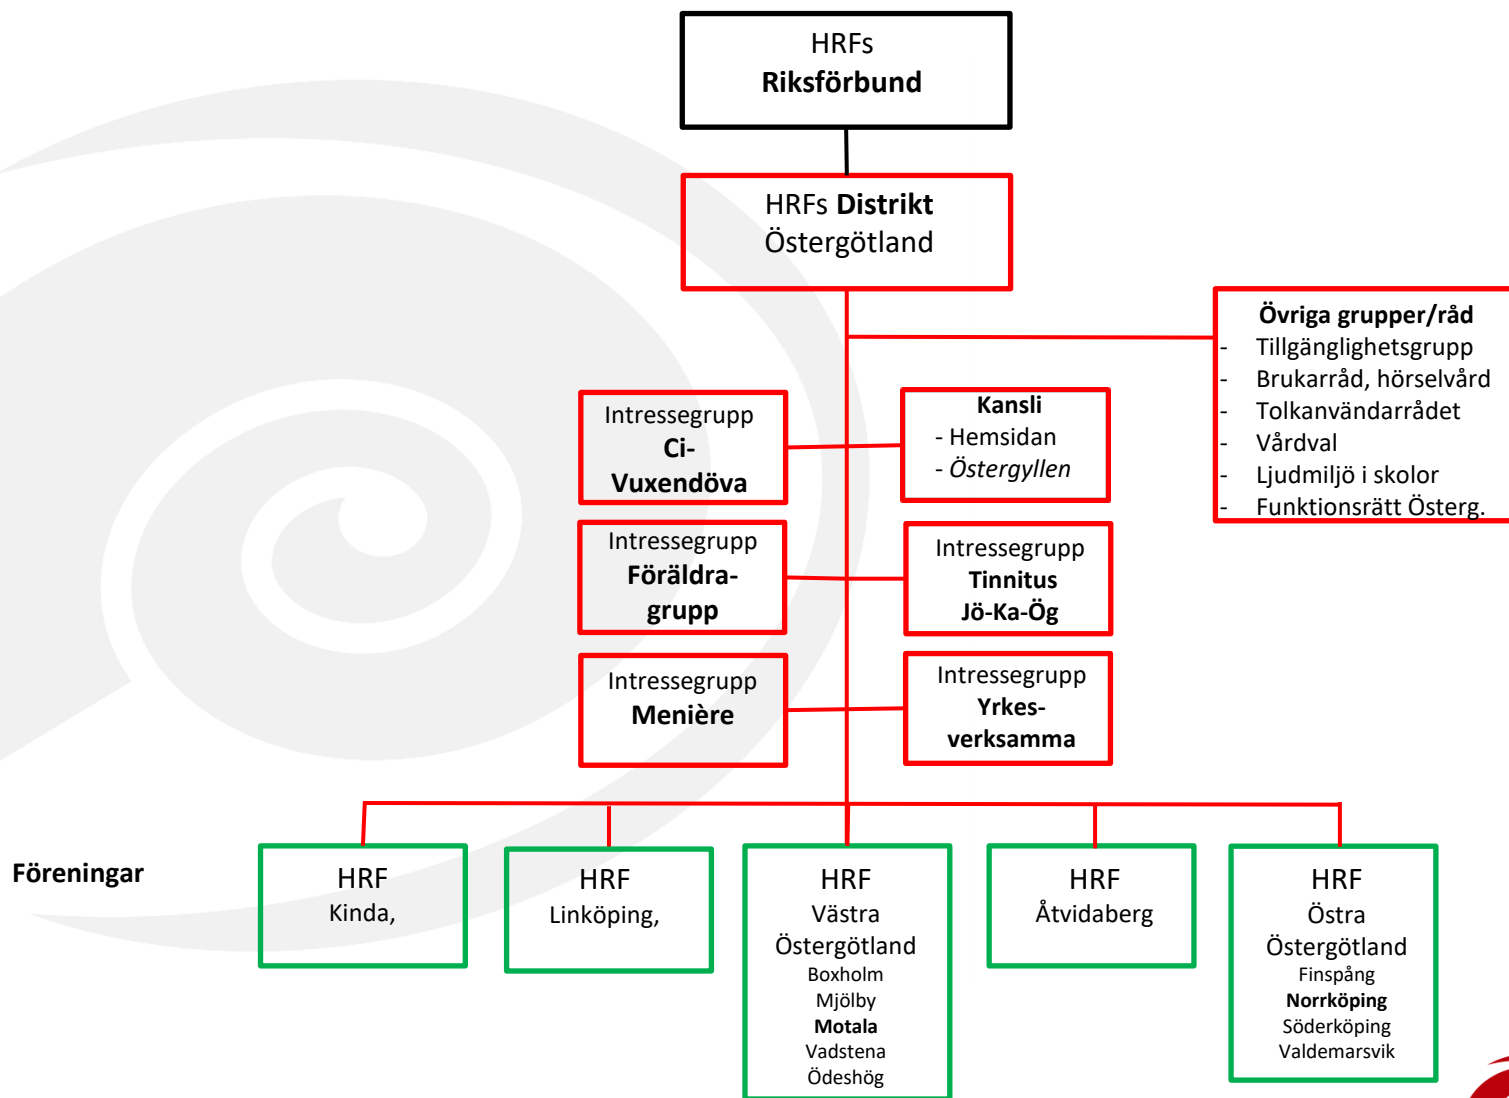 HRFs
Riksförbund
HRFs Distrikt
Östergötland
Övriga grupper/råd
- Tillgänglighetsgrupp
- Brukarråd, hörselvård
- Tolkanvändarrådet
- Vårdval
- Ljudmiljö i skolor
- Funktionsrätt Österg.
Intressegrupp
Ci-
Vuxendöva
Kansli
- Hemsidan
- Östergyllen
Intressegrupp
Föräldra-
grupp
Intressegrupp
Tinnitus
Jö-Ka-Ög
Intressegrupp
Menière
Intressegrupp
Yrkes-
verksamma
Föreningar
HRF
Kinda,
HRF
Linköping,
HRF
Västra
Östergötland
Boxholm
Mjölby
Motala
Vadstena
Ödeshög
HRF
Åtvidaberg
HRF
Östra
Östergötland
Finspång
Norrköping
Söderköping
Valdemarsvik